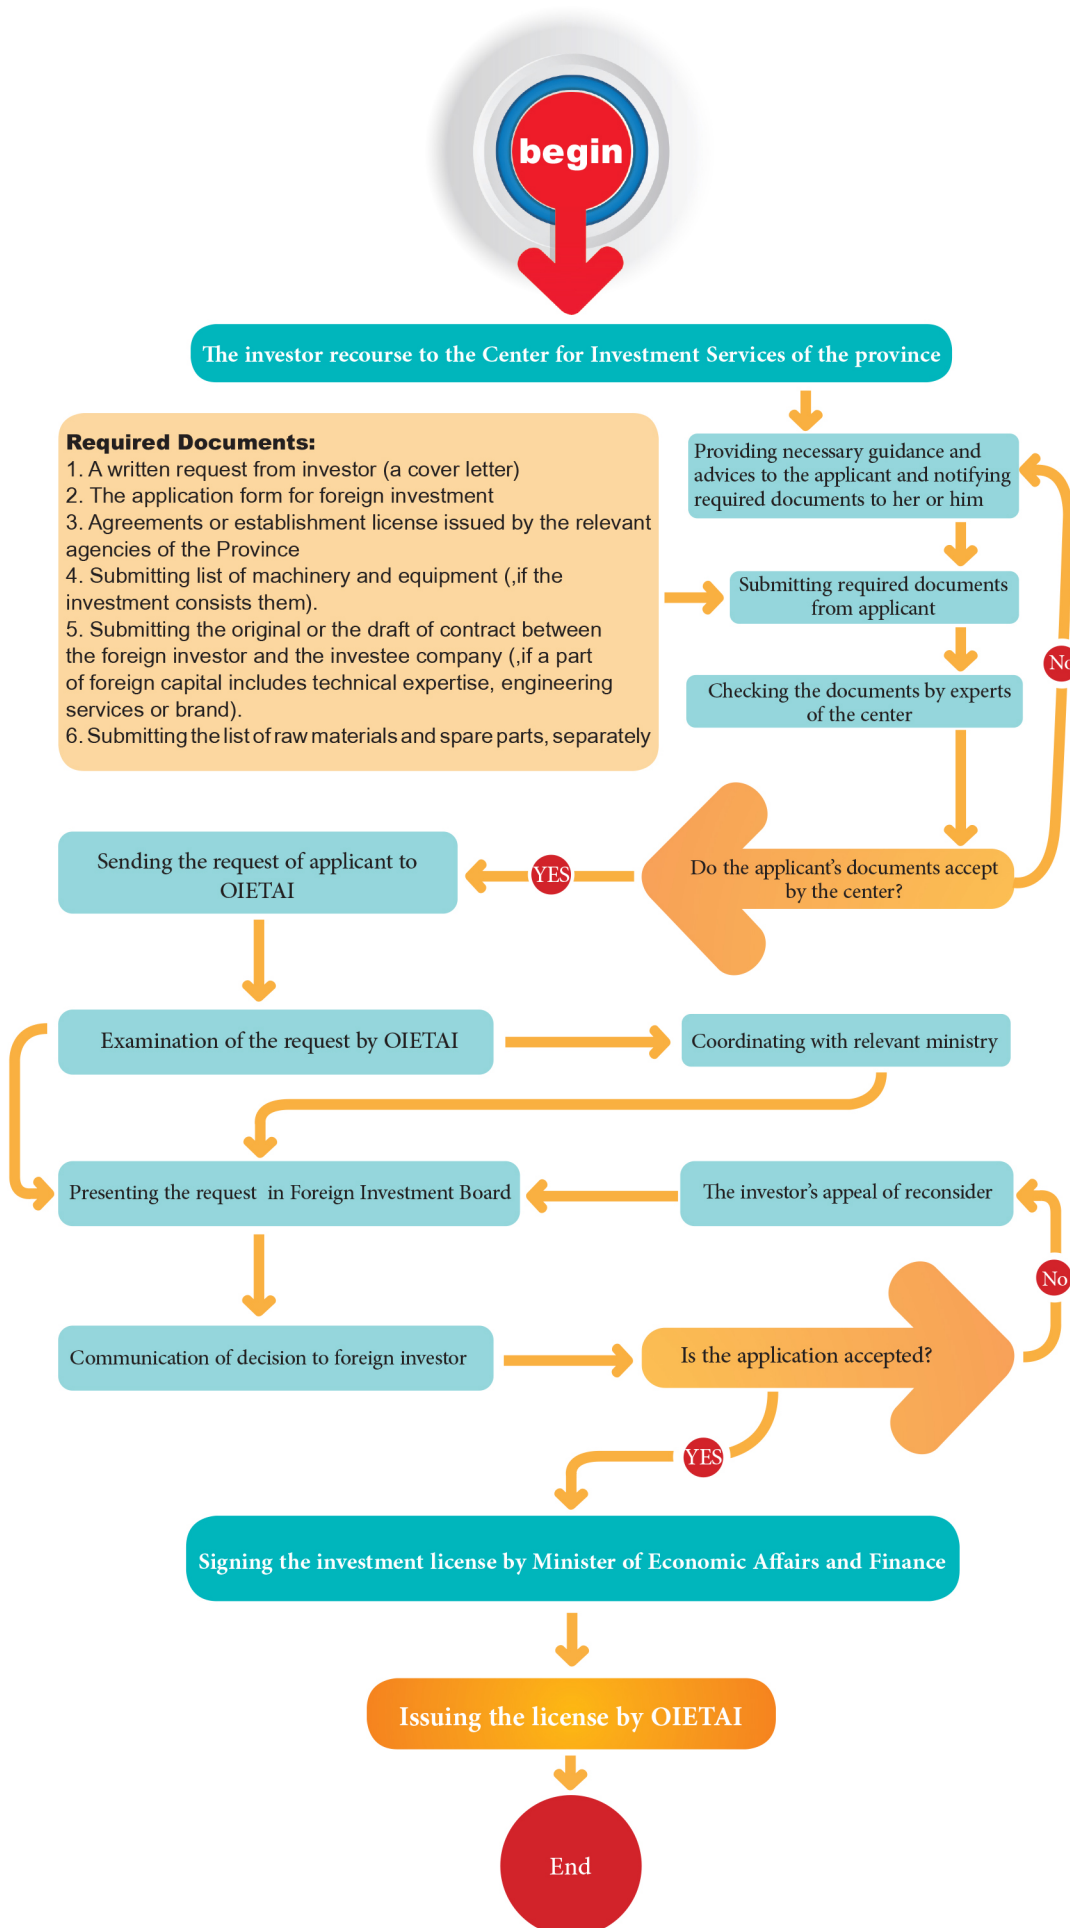 begin
The investor recourse to the Center for Investment Services of the province
Required Documents:
1. A written request from investor (a cover letter)
2. The application form for foreign investment
3. Agreements or establishment license issued by the relevant
agencies of the Province
4. Submitting list of machinery and equipment (,if the
investment consists them).
5. Submitting the original or the draft of contract between
the foreign investor and the investee company (,if a part
of foreign capital includes technical expertise, engineering
services or brand).
6. Submitting the list of raw materials and spare parts, separately
Providing necessary guidance and
advices to the applicant and notifying
required documents to her or him
Submitting required documents
from applicant
No
Checking the documents by experts
of the center
Do the applicant’s documents accept
by the center?
YES
Sending the request of applicant to
OIETAI
Examination of the request by OIETAI
Coordinating with relevant ministry
Presenting the request in Foreign Investment Board
The investor’s appeal of reconsider
No
Communication of decision to foreign investor
Is the application accepted?
YES
Signing the investment license by Minister of Economic Affairs and Finance
Issuing the license by OIETAI
End